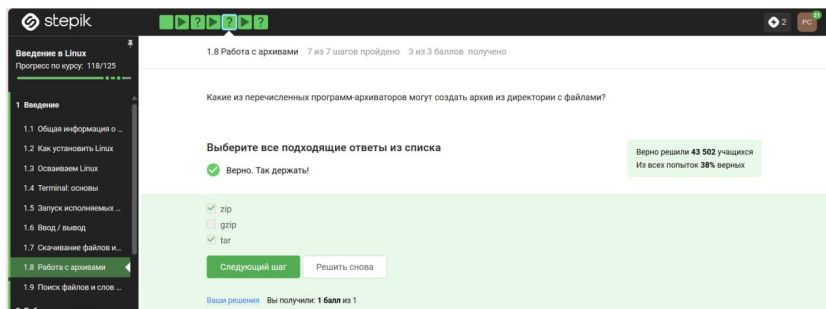 stepik
2
PC
21
Введение в Linux
Прогресс по курсу: 118/125
1 Введение
1.1 Общая информация о ...
1.2 Как установить Linux
1.3 Осваиваем Linux
1.4 Terminal: основы
1.5 Запуск исполняемых ...
1.6 Ввод / вывод
1.7 Скачивание файлов и...
1.8 Работа с архивами
1.9 Поиск файлов и слов ...
1.8 Работа с архивами 7 из 7 шагов пройдено 3 из 3 баллов получено
Какие из перечисленных программ-архиваторов могут создать архив из директории с файлами?
Выберите все подходящие ответы из списка
Верно. Так держать!
Верно решили 43 502 учащихся
Из всех попыток 38% верных
zip
gzip
tar
Следующий шаг
Решить снова
Ваши решения Вы получили: 1 балл из 1